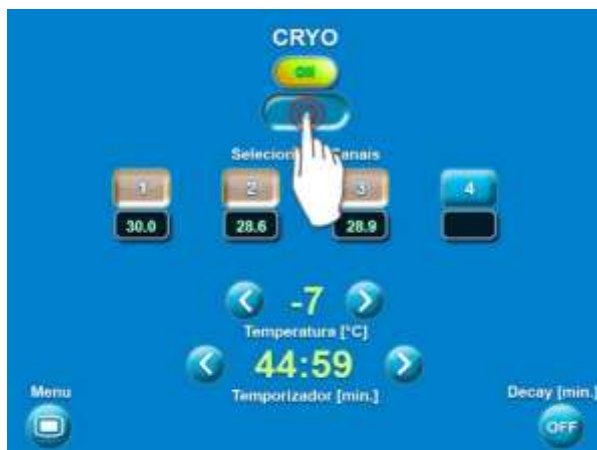 CRYO
ON
Selecion Canais
1 2 3 4
30.0 28.6 28.9
-7
Temperatura [°C]
44:59
Temporizador [min.]
Menu Decay [min.]
OFF